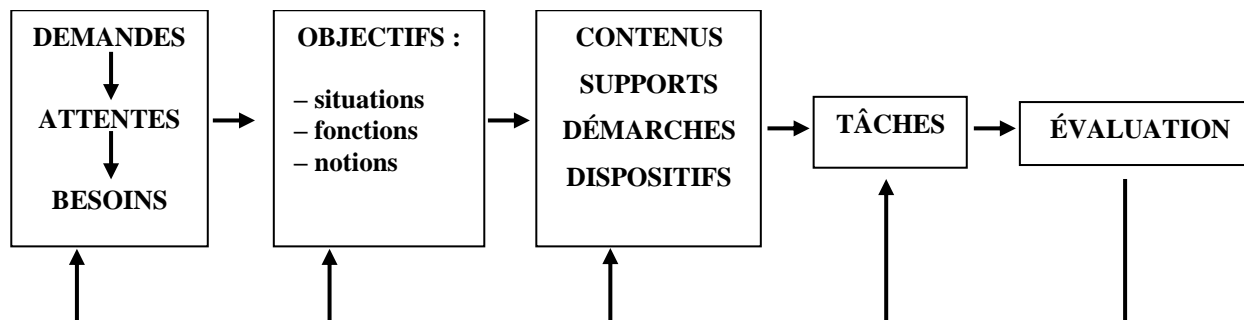 DEMANDES
ATTENTES
BESOINS
OBJECTIFS :
– situations
– fonctions
– notions
CONTENUS
SUPPORTS
DÉMARCHES
DISPOSITIFS
TÂCHES
ÉVALUATION